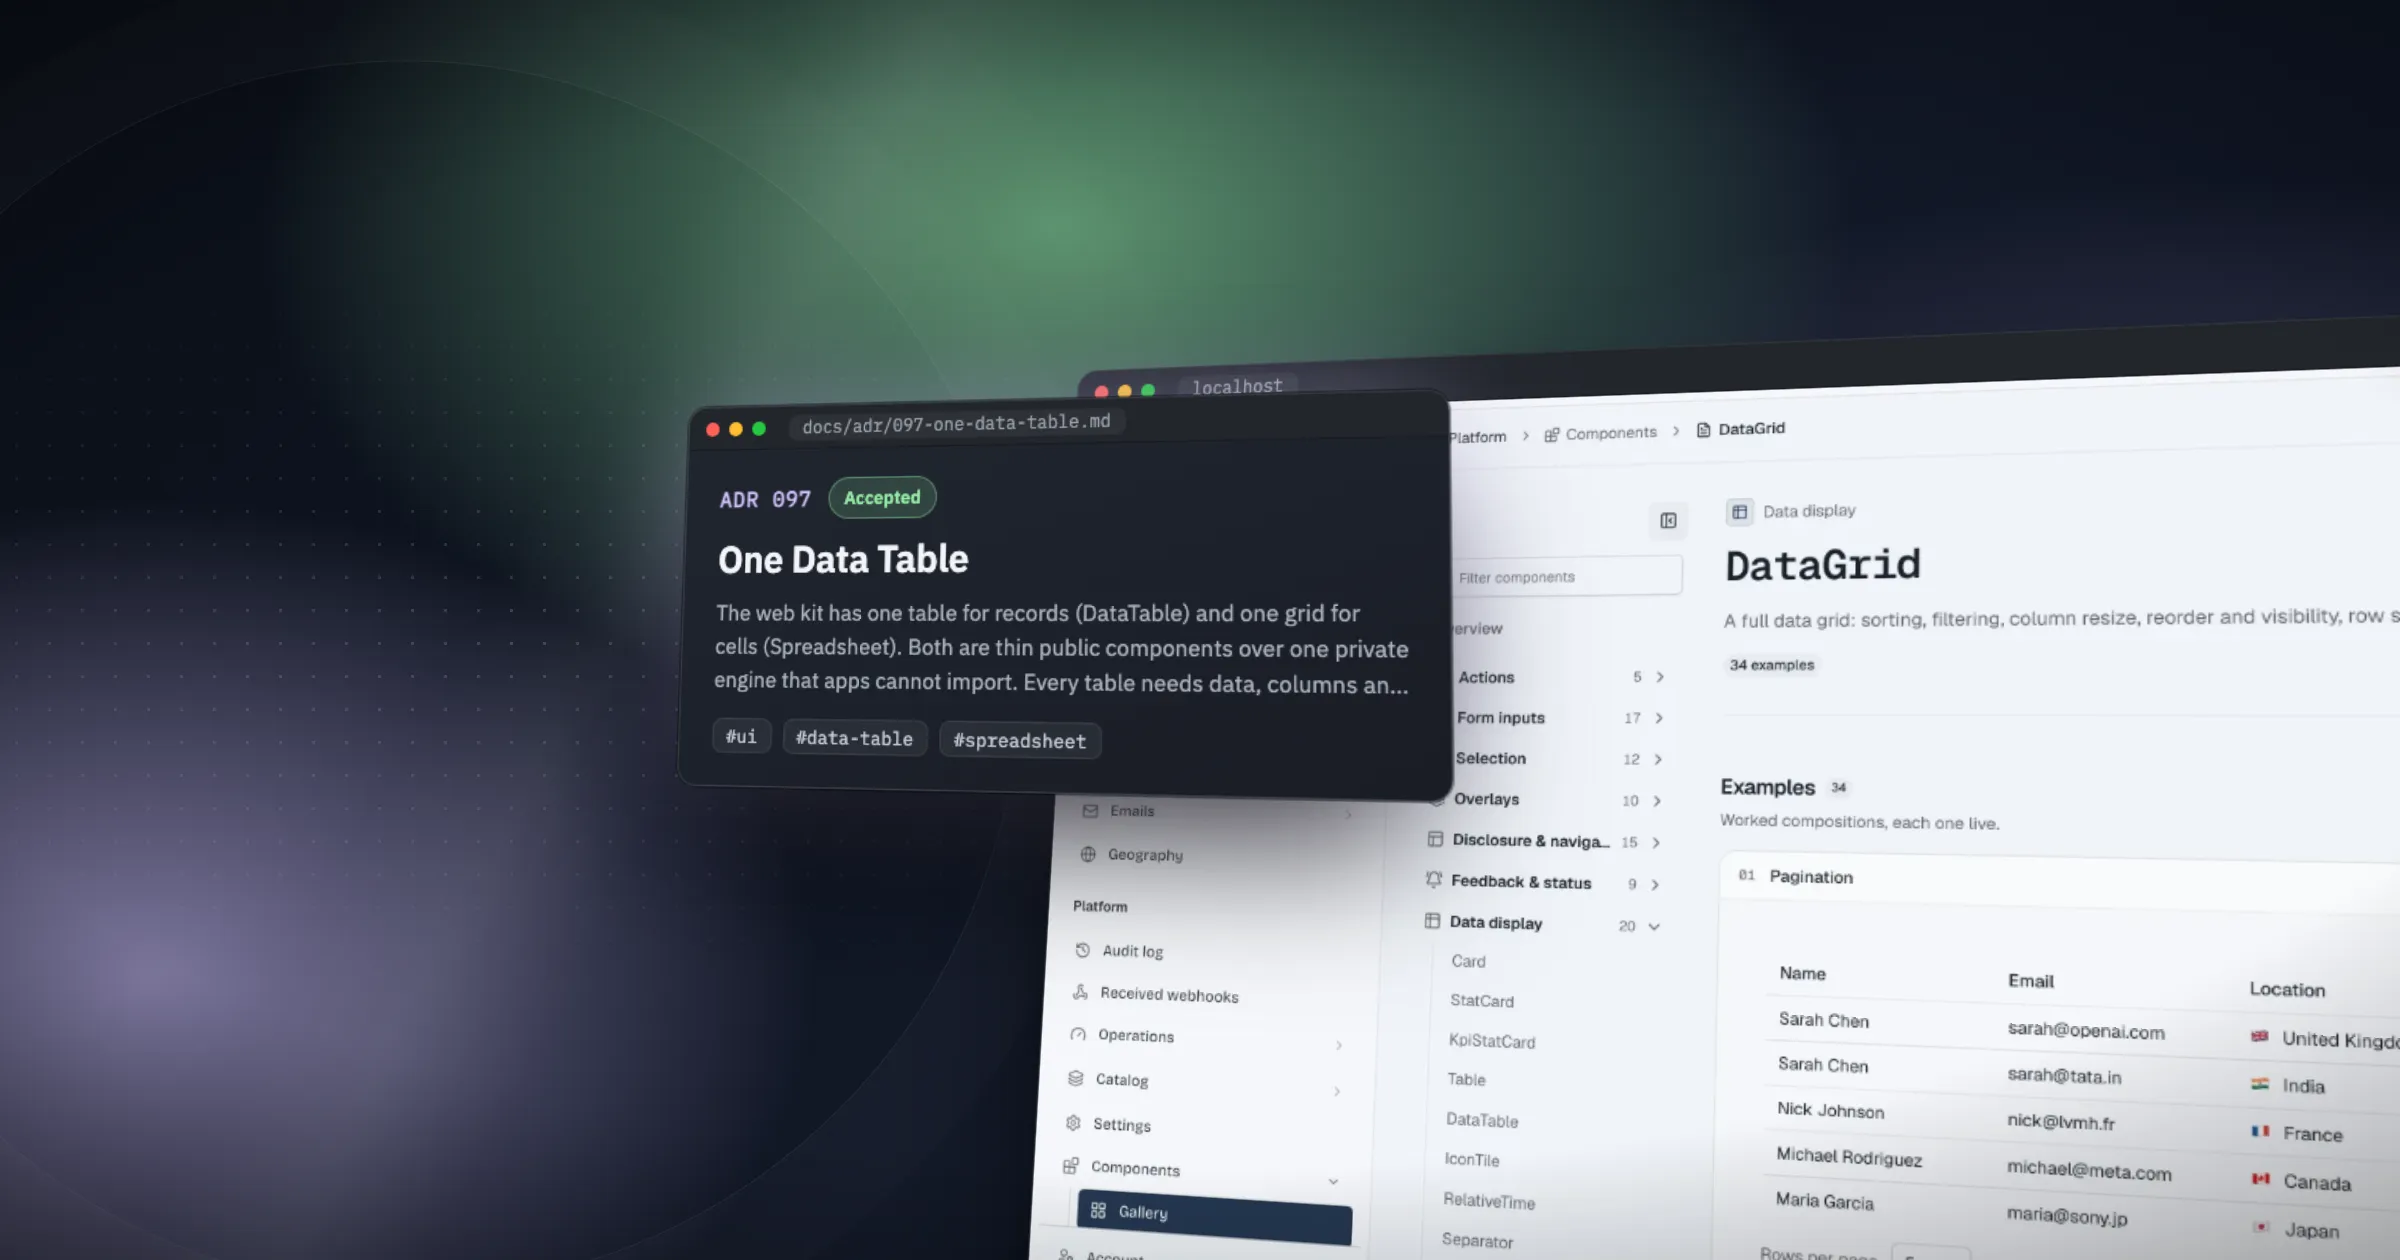 localhost
docs/adr/097-one-data-table.md
ADR 097 Accepted
One Data Table
The web kit has one table for records (DataTable) and one grid for
cells (Spreadsheet). Both are thin public components over one private
engine that apps cannot import. Every table needs data, columns an...
#ui #data-table #spreadsheet
Emails
Geography
Platform
Audit log
Received webhooks
Operations
Catalog
Settings
Components
Gallery
Platform > Components > DataGrid
Filter components
Actions 5
Form inputs 17
Selection 12
Overlays 10
Disclosure & naviga... 15
Feedback & status 9
Data display 20
Card
StatCard
KpiStatCard
Table
DataTable
IconTile
RelativeTime
Separator
Data display
DataGrid
A full data grid: sorting, filtering, column resize, reorder and visibility, row
34 examples
Examples 34
Worked compositions, each one live.
01 Pagination
Name Email Location
Sarah Chen sarah@openai.com United
Sarah Chen sarah@tata.in India
Nick Johnson nick@lvmh.fr France
Michael Rodriguez michael@meta.com Canada
Maria Garcia maria@sony.jp Japan